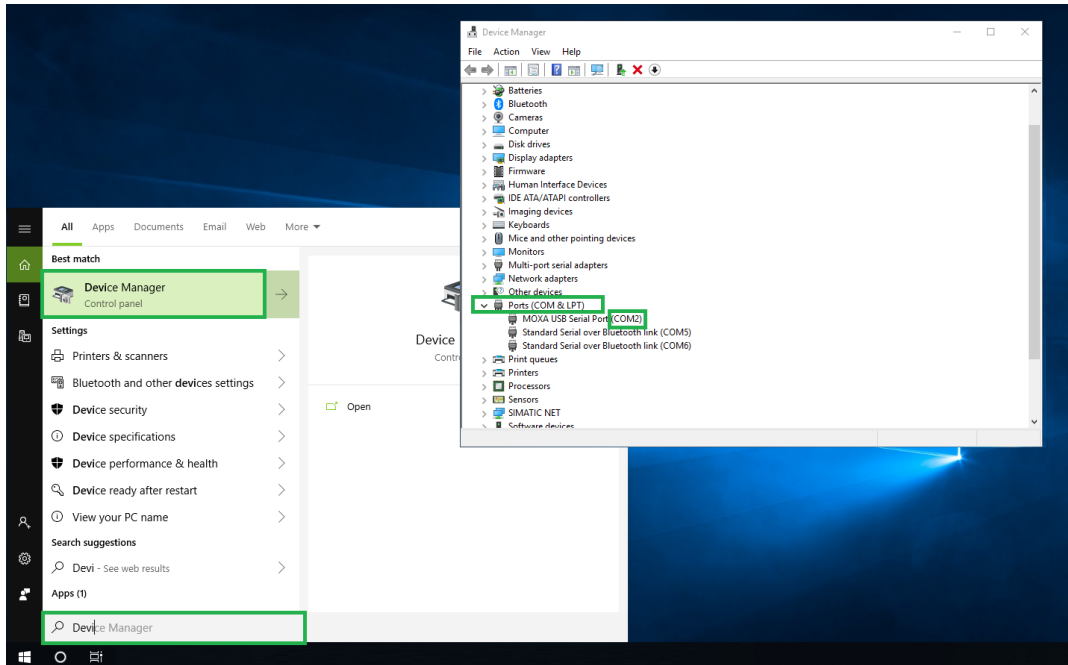 Device Manager
File Action View Help
Batteries
Bluetooth
Cameras
Computer
Disk drives
Display adapters
Firmware
Human Interface Devices
IDE ATA/ATAPI controllers
Imaging devices
Keyboards
Mice and other pointing devices
Monitors
Multi-port serial adapters
Network adapters
Other devices
Ports (COM & LPT)
MOXA USB Serial Port (COM2)
Standard Serial over Bluetooth link (COM5)
Standard Serial over Bluetooth link (COM6)
Print queues
Printers
Processors
Sensors
SIMATIC NET
Software devices
All Apps Documents Email Web More
Best match
Device Manager
Control panel
Settings
Printers & scanners
Bluetooth and other devices settings
Device security
Device specifications
Device performance & health
Device ready after restart
View your PC name
Search suggestions
Devi - See web results
Apps (1)
Device Manager
Device
Contr
Open